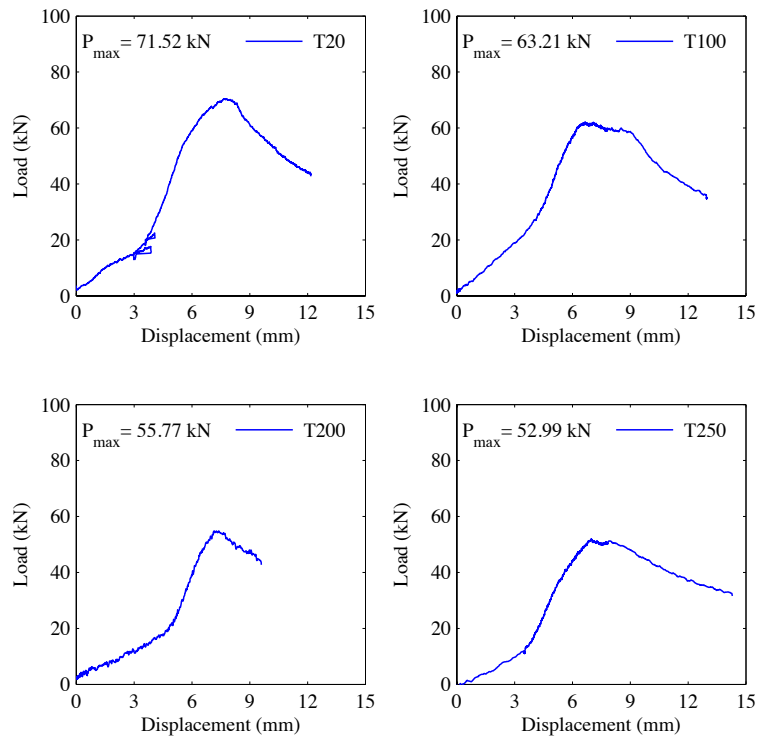 100
80
60
40
20
0
P_max = 71.52 kN
T20
Load (kN)
0 3 6 9 12 15
Displacement (mm)
100
80
60
40
20
0
P_max = 63.21 kN
T100
Load (kN)
0 3 6 9 12 15
Displacement (mm)
100
80
60
40
20
0
P_max = 55.77 kN
T200
Load (kN)
0 3 6 9 12 15
Displacement (mm)
100
80
60
40
20
0
P_max = 52.99 kN
T250
Load (kN)
0 3 6 9 12 15
Displacement (mm)